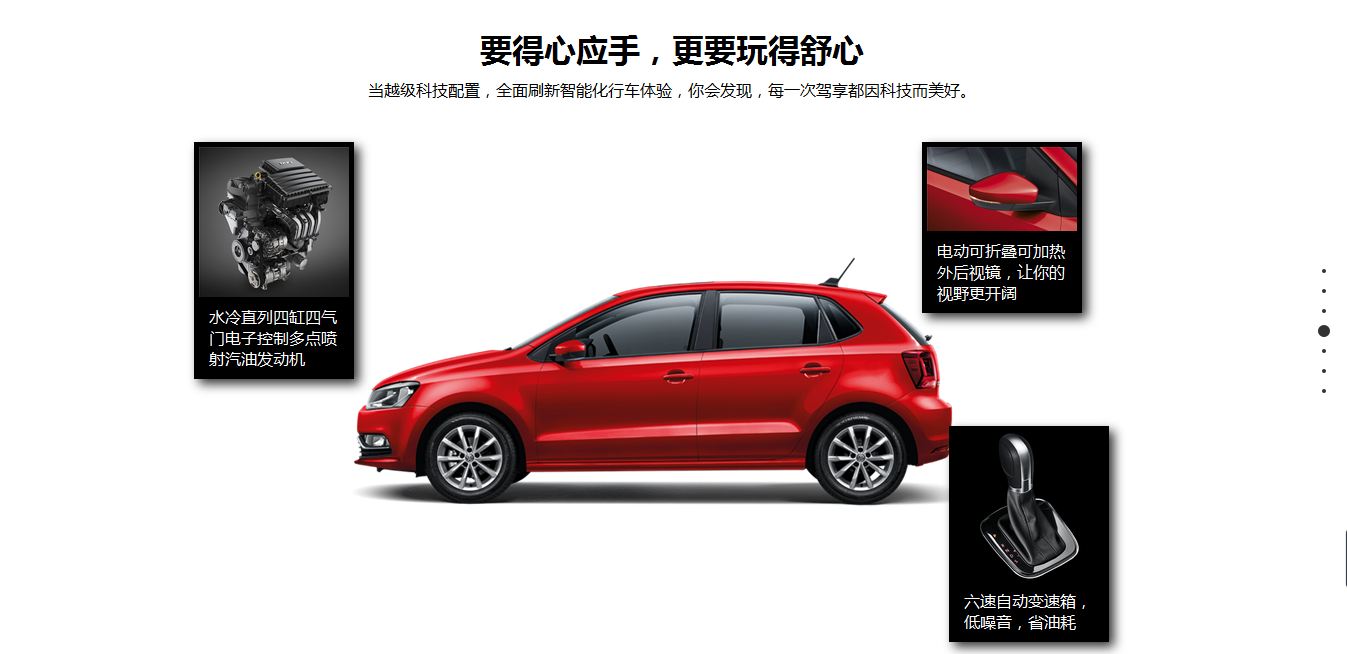 要得心应手，更要玩得舒心
当越级科技配置，全面刷新智能化行车体验，你会发现，每一次驾享都因科技而美好。
水冷直列四缸四气
门电子控制多点喷
射汽油发动机
电动可折叠可加热
外后视镜，让你的
视野更开阔
六速自动变速箱，
低噪音，省油耗